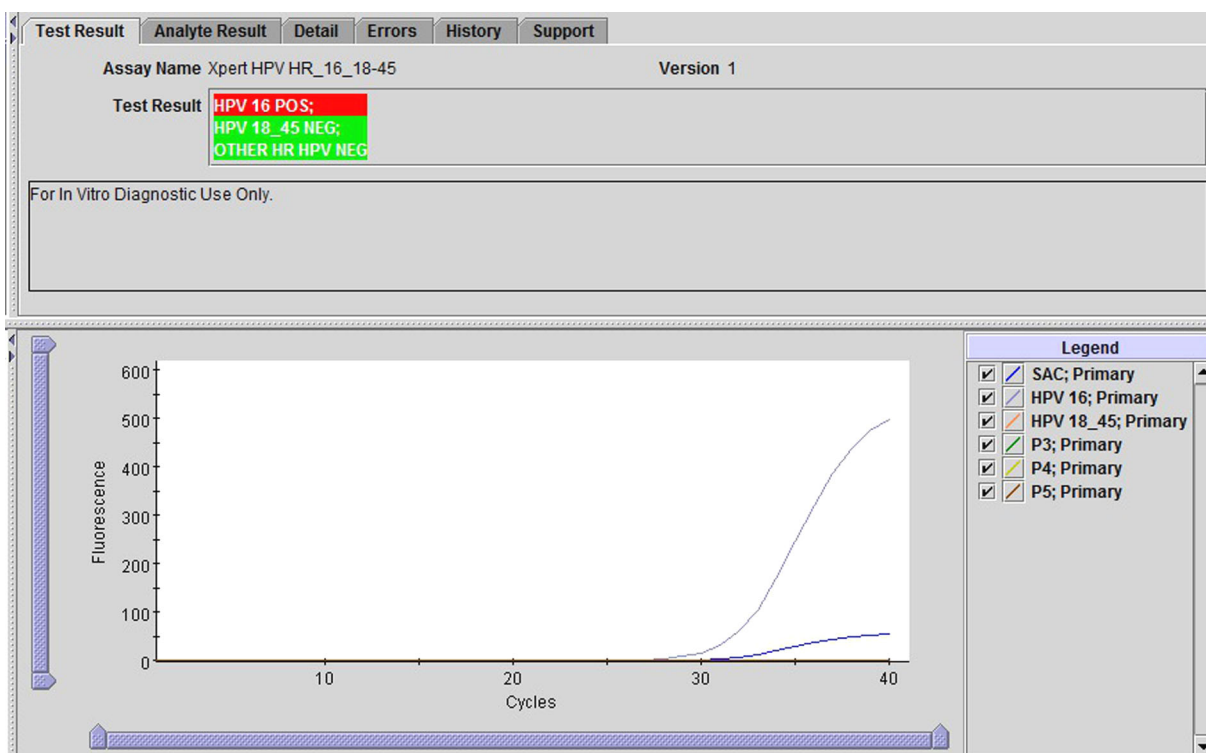 Test Result Analyte Result Detail Errors History Support
Assay Name Xpert HPV HR_16_18-45 Version 1
Test Result HPV 16 POS;
HPV 18_45 NEG;
OTHER HR HPV NEG
For In Vitro Diagnostic Use Only.
600
500
400
300
200
100
0
Fluorescence
10 20 30 40
Cycles
Legend
SAC; Primary
HPV 16; Primary
HPV 18_45; Primary
P3; Primary
P4; Primary
P5; Primary